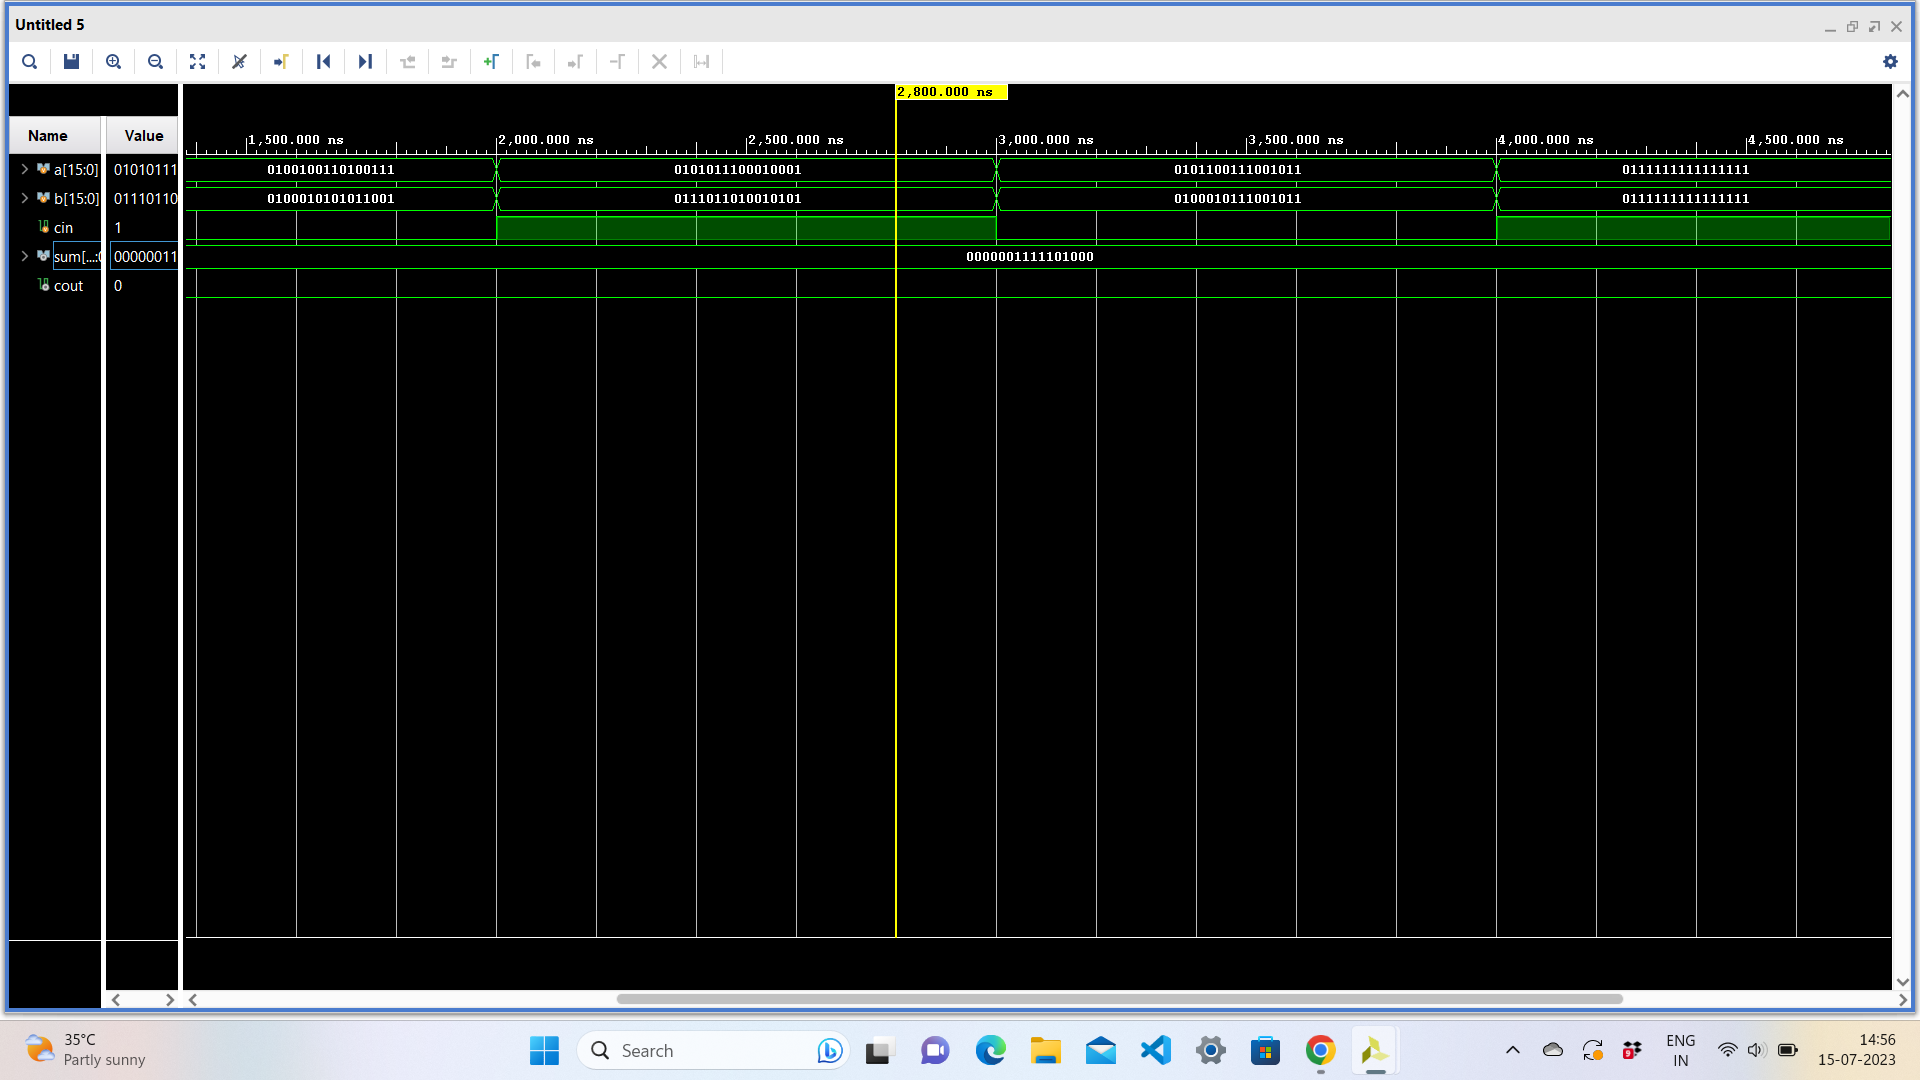 Untitled 5
2,800.000 ns
Name Value
1,500.000 ns 2,000.000 ns 2,500.000 ns 3,000.000 ns 3,500.000 ns 4,000.000 ns 4,500.000 ns
a[15:0] 01010111 0100100110100111 0101011100010001 0101100111001011 0111111111111111
b[15:0] 01110110 0100010101011001 0111011010010101 0100010111001011 0111111111111111
cin 1
sum[...:0 00000011 0000001111101000
cout 0
35°C
Partly sunny
Search
9
ENG
IN
14:56
15-07-2023